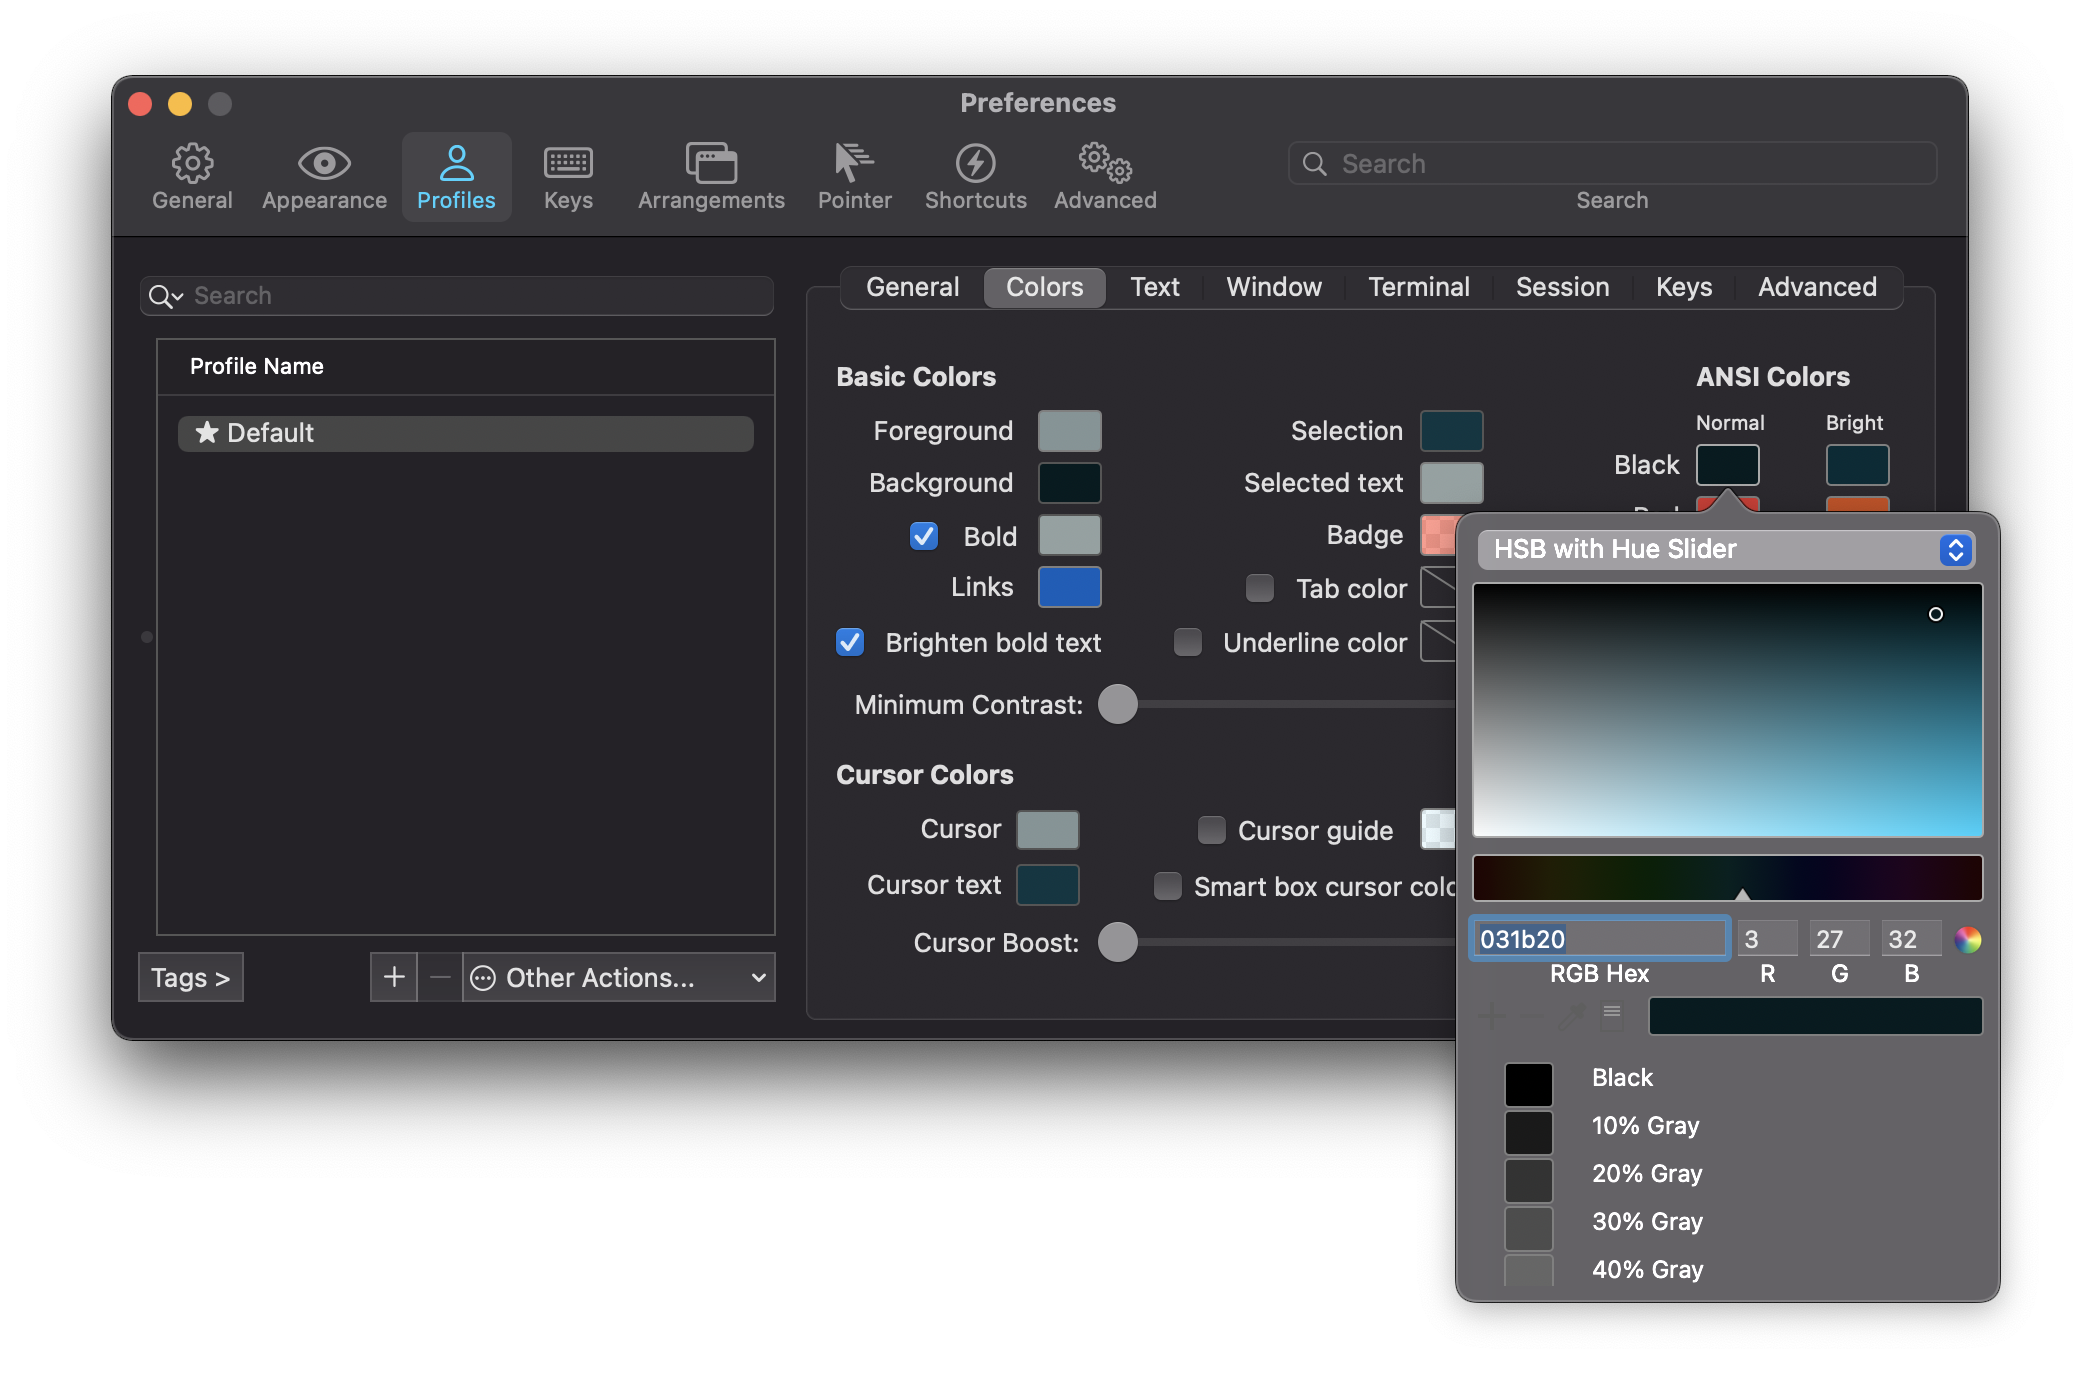 Preferences
General
Appearance
Profiles
Keys
Arrangements
Pointer
Shortcuts
Advanced
Search
Search
Search
Profile Name
Default
Tags >
Other Actions...
General
Colors
Text
Window
Terminal
Session
Keys
Advanced
Basic Colors
Foreground
Background
Bold
Links
Brighten bold text
Selection
Selected text
Badge
Tab color
Underline color
Minimum Contrast:
ANSI Colors
Normal
Bright
Black
Cursor Colors
Cursor
Cursor guide
Cursor text
Smart box cursor colo
Cursor Boost:
HSB with Hue Slider
031b20
3
27
32
RGB Hex
R
G
B
Black
10% Gray
20% Gray
30% Gray
40% Gray